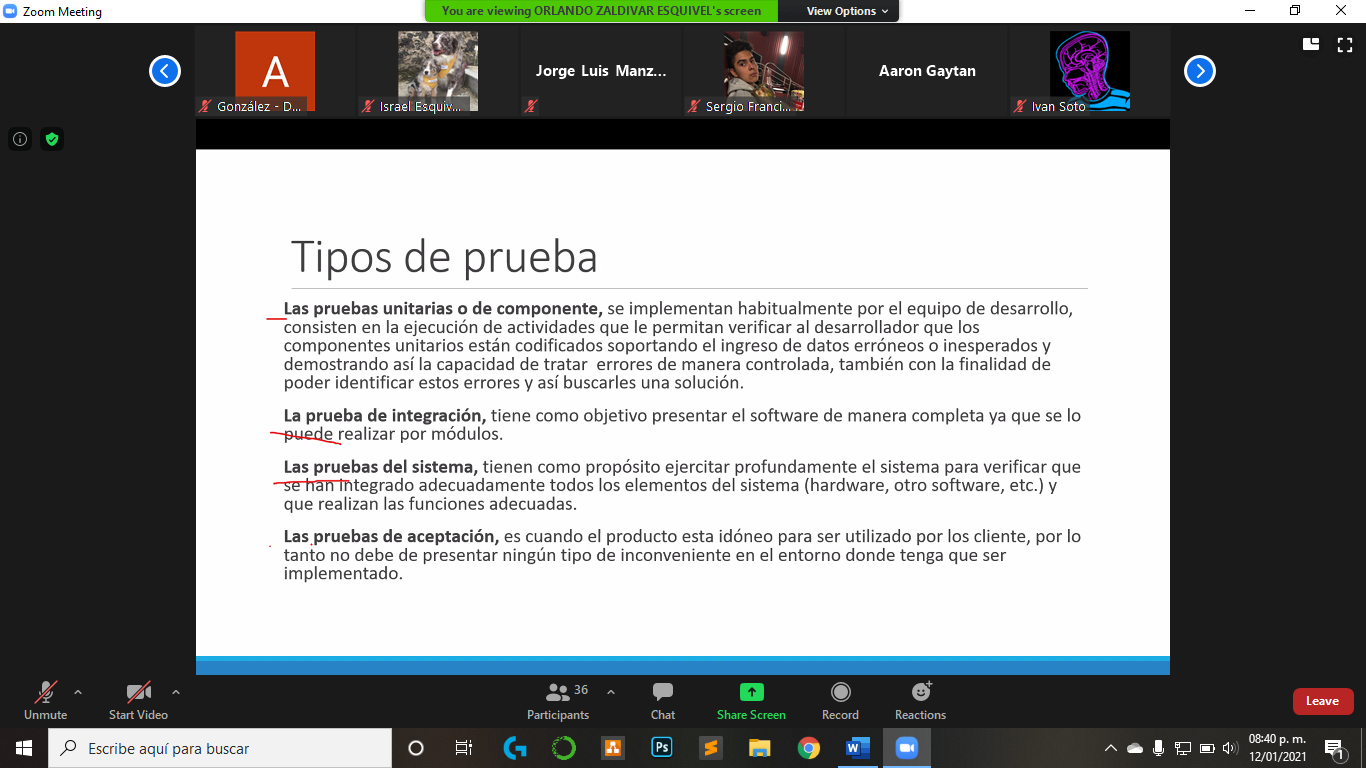 Zoom Meeting
You are viewing ORLANDO ZALDIVAR ESQUIVEL's screen
View Options
A
González - D...
Israel Esquiv...
Jorge Luis Manz...
Sergio Franci...
Aaron Gaytan
Ivan Soto
Tipos de prueba
Las pruebas unitarias o de componente, se implementan habitualmente por el equipo de desarrollo,
consisten en la ejecución de actividades que le permitan verificar al desarrollador que los
componentes unitarios están codificados soportando el ingreso de datos erróneos o inesperados y
demostrando así la capacidad de tratar errores de manera controlada, también con la finalidad de
poder identificar estos errores y así buscarles una solución.
La prueba de integración, tiene como objetivo presentar el software de manera completa ya que se lo
puede realizar por módulos.
Las pruebas del sistema, tienen como propósito ejercitar profundamente el sistema para verificar que
se han integrado adecuadamente todos los elementos del sistema (hardware, otro software, etc.) y
que realizan las funciones adecuadas.
Las pruebas de aceptación, es cuando el producto esta idóneo para ser utilizado por los cliente, por lo
tanto no debe de presentar ningún tipo de inconveniente en el entorno donde tenga que ser
implementado.
Unmute
Start Video
36
Participants
Chat
Share Screen
Record
Reactions
Leave
Escribe aquí para buscar
Ps
W
08:40 p. m.
12/01/2021
1